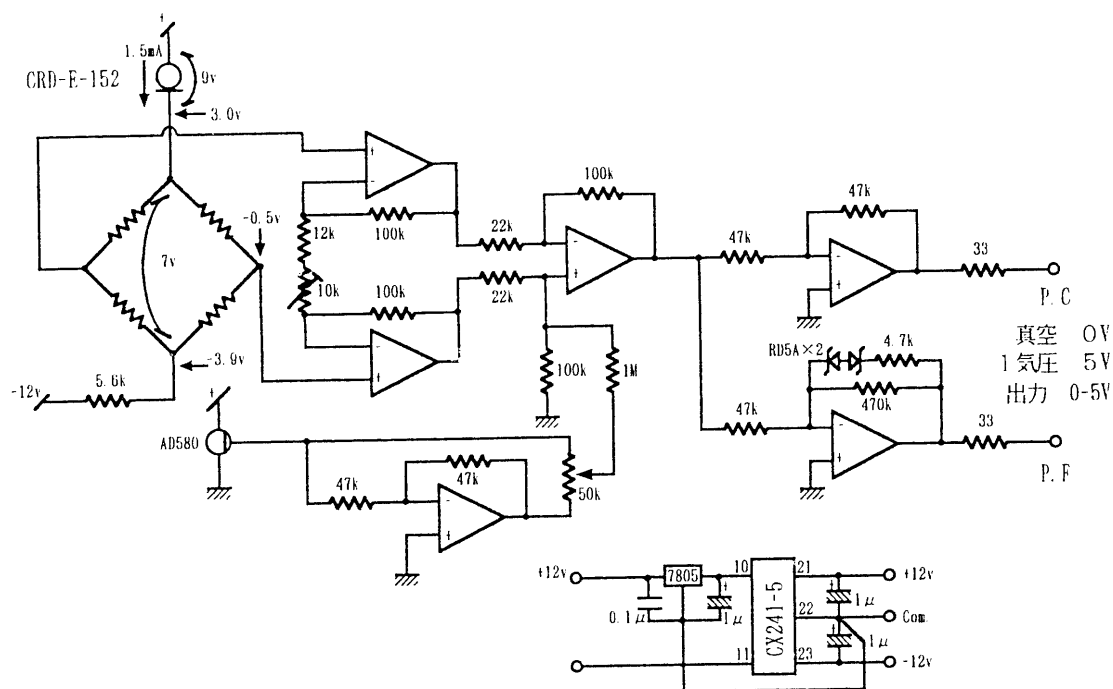 +
1.5mA
9v
CRD-E-152
3.0v
-0.5v
7v
-3.9v
-12v
5.6k
+
-
12k
100k
10k
100k
-
+
22k
22k
100k
-
+
100k
1M
47k
47k
-
+
33
P.C
真空 0V
1気圧 5V
出力 0-5V
RD5A×2
4.7k
470k
47k
-
+
33
P.F
+
AD580
47k
47k
-
+
50k
+12v
7805
0.1μ
+
1μ
10
11
CX241-5
21
22
23
+
1μ
+
1μ
+12v
Com.
-12v